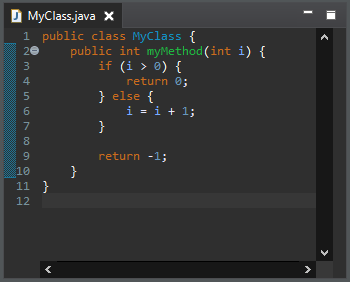 MyClass.java
1 public class MyClass {
2 public int myMethod(int i) {
3 if (i > 0) {
4 return 0;
5 } else {
6 i = i + 1;
7 }
8
9 return -1;
10 }
11 }
12